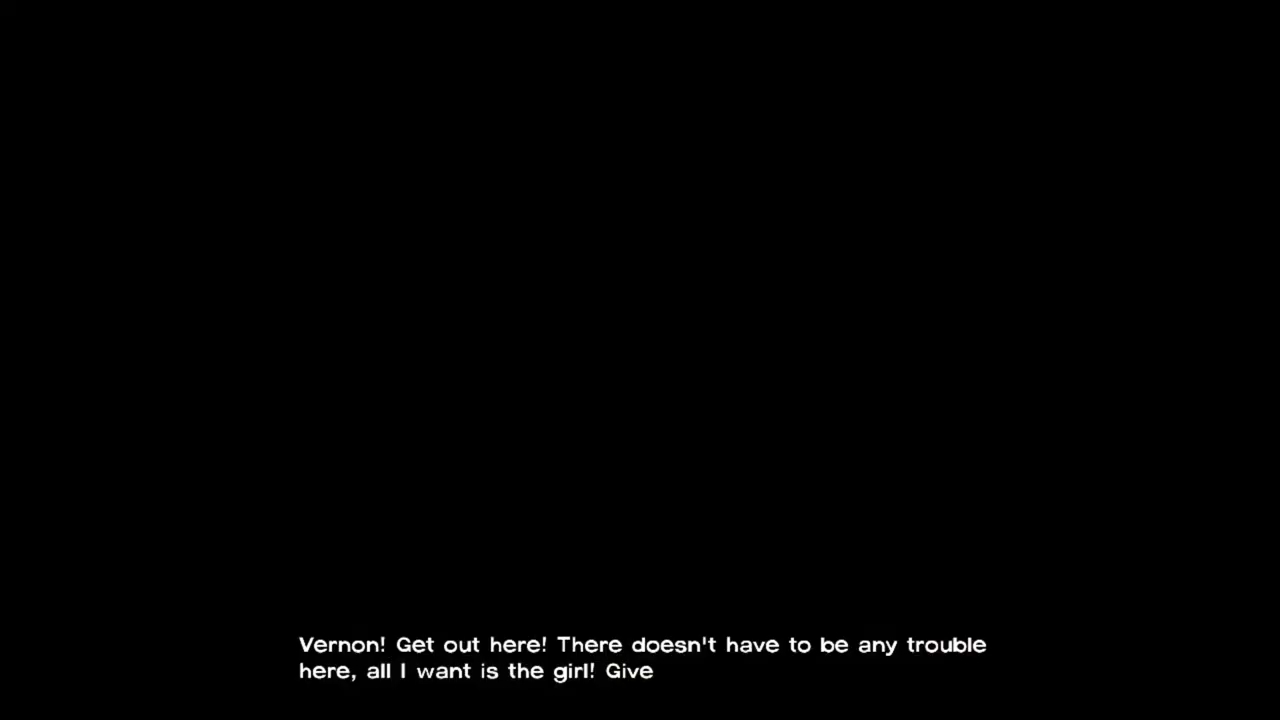 Vernon! Get out here! There doesn't have to be any trouble
here, all I want is the girl! Give